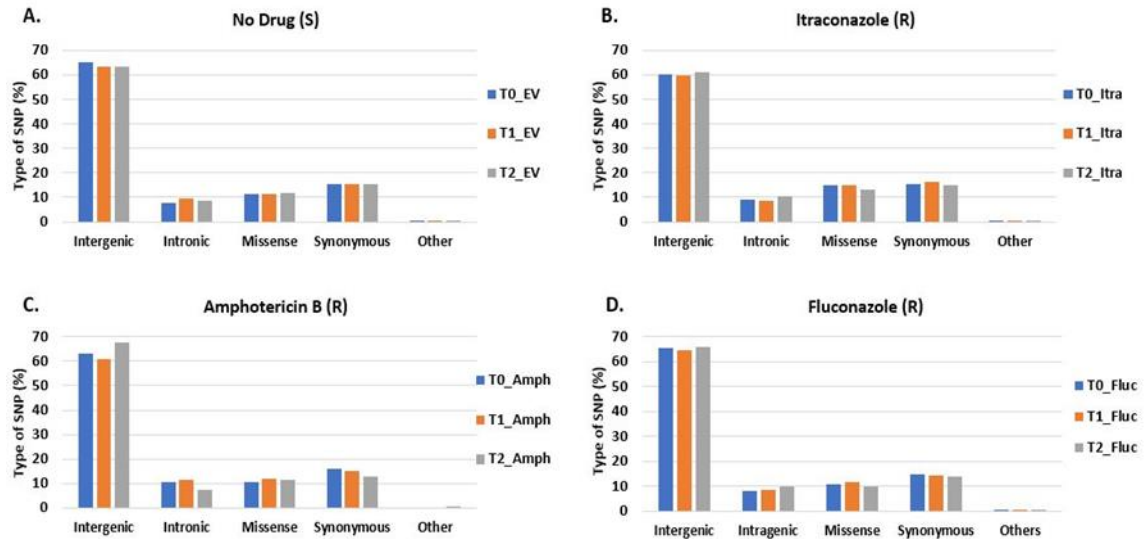 A.
No Drug (S)
Type of SNP (%)
70
60
50
40
30
20
10
0
Intergenic Intronic Missense Synonymous Other
T0_EV
T1_EV
T2_EV
B.
Itraconazole (R)
Type of SNP (%)
70
60
50
40
30
20
10
0
Intergenic Intronic Missense Synonymous Other
T0_Itra
T1_Itra
T2_Itra
C.
Amphotericin B (R)
Type of SNP (%)
70
60
50
40
30
20
10
0
Intergenic Intronic Missense Synonymous Other
T0_Amph
T1_Amph
T2_Amph
D.
Fluconazole (R)
Type of SNP (%)
70
60
50
40
30
20
10
0
Intergenic Intragenic Missense Synonymous Others
T0_Fluc
T1_Fluc
T2_Fluc